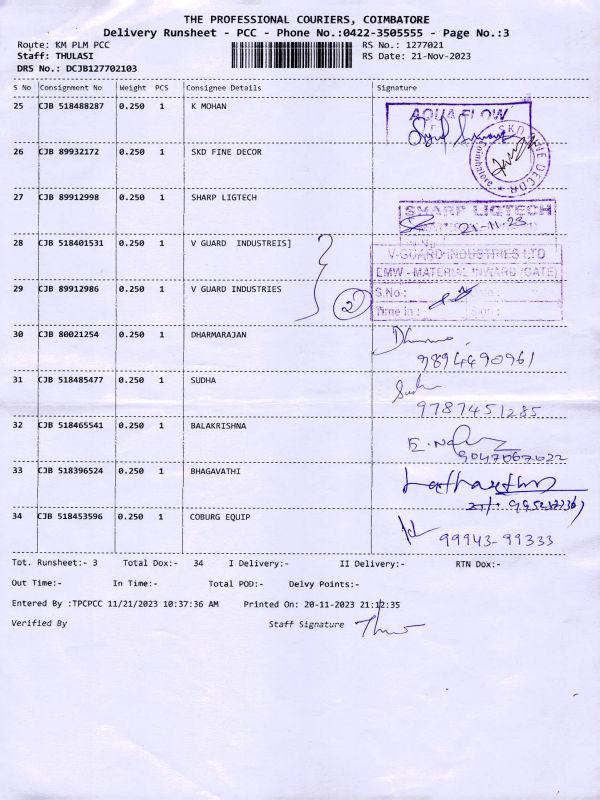 THE PROFESSIONAL COURIERS, COIMBATORE
Delivery Runsheet - PCC - Phone No.:0422-3505555 - Page No.:3
Route: KM PLM PCC RS No.: 1277021
Staff: THULASI RS Date: 21-Nov-2023
DRS No.: DCJB127702103
S No Consignment No Weight PCS Consignee Details Signature
25 CJB 518488287 0.250 1 K MOHAN AQUA FLOW
26 CJB 89932172 0.250 1 SKD FINE DECOR SKD FINE DECOR * Coimbatore *
27 CJB 89912998 0.250 1 SHARP LIGTECH SHARP LIGTECH
21-11-23
28 CJB 518401531 0.250 1 V GUARD INDUSTREIS]
V-GUARD INDUSTRIES LTD
EMW - MATERIAL INWARD (GATE)
29 CJB 89912986 0.250 1 V GUARD INDUSTRIES 2 S.No :
Time in : Sign :
30 CJB 80021254 0.250 1 DHARMARAJAN
9894490961
31 CJB 518485477 0.250 1 SUDHA
9787451285
32 CJB 518465541 0.250 1 BALAKRISHNA
33 CJB 518396524 0.250 1 BHAGAVATHI
34 CJB 518453596 0.250 1 COBURG EQUIP
99943-99333
Tot. Runsheet:- 3 Total Dox:- 34 I Delivery:- II Delivery:- RTN Dox:-
Out Time:- In Time:- Total POD:- Delvy Points:-
Entered By :TPCPCC 11/21/2023 10:37:36 AM Printed On: 20-11-2023 21:12:35
Verified By Staff Signature